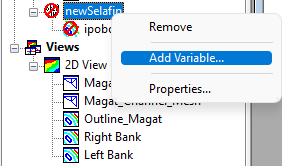 newSelafin
ipobo
Views
2D View
Magat
Magat_Channel_Mesh
Outline_Magat
Right Bank
Left Bank
Remove
Add Variable...
Properties...